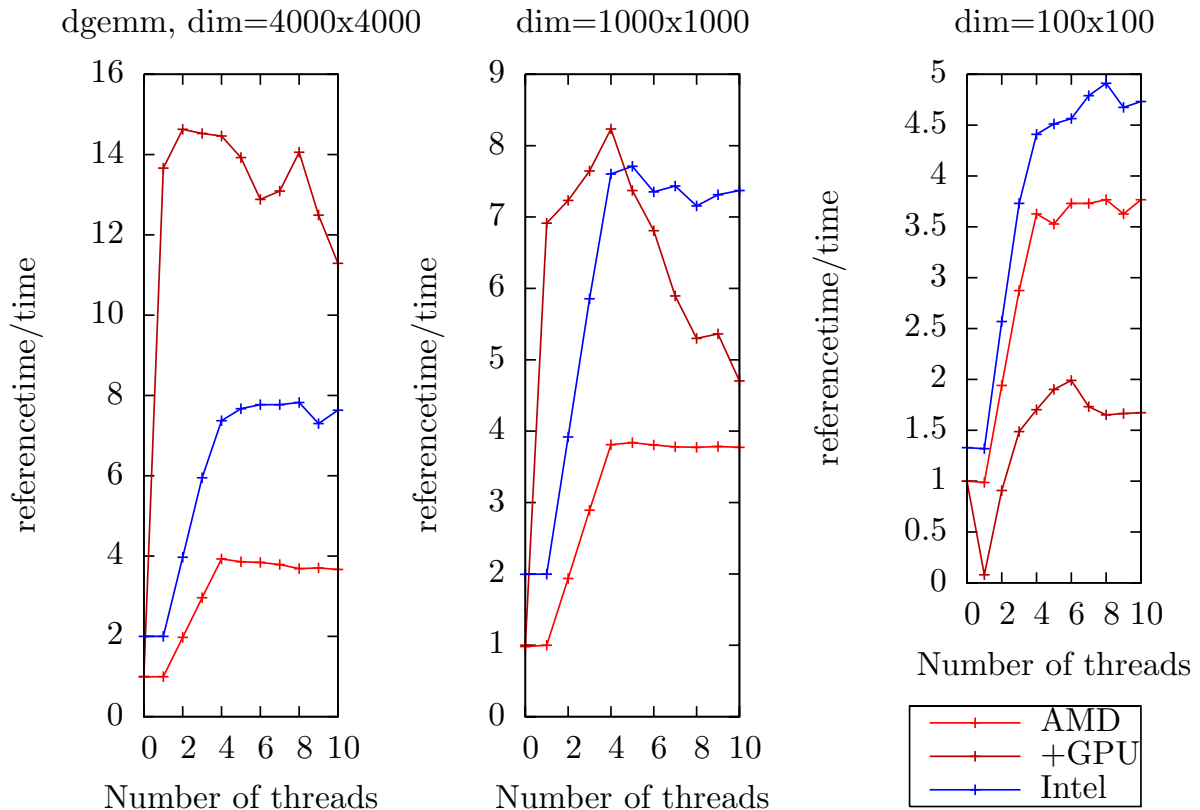 dgemm, dim=4000x4000
16
14
12
10
8
6
4
2
0
referencetime/time
0 2 4 6 8 10
Number of threads
dim=1000x1000
9
8
7
6
5
4
3
2
1
0
referencetime/time
0 2 4 6 8 10
Number of threads
dim=100x100
5
4.5
4
3.5
3
2.5
2
1.5
1
0.5
0
referencetime/time
0 2 4 6 8 10
Number of threads
AMD
+GPU
Intel